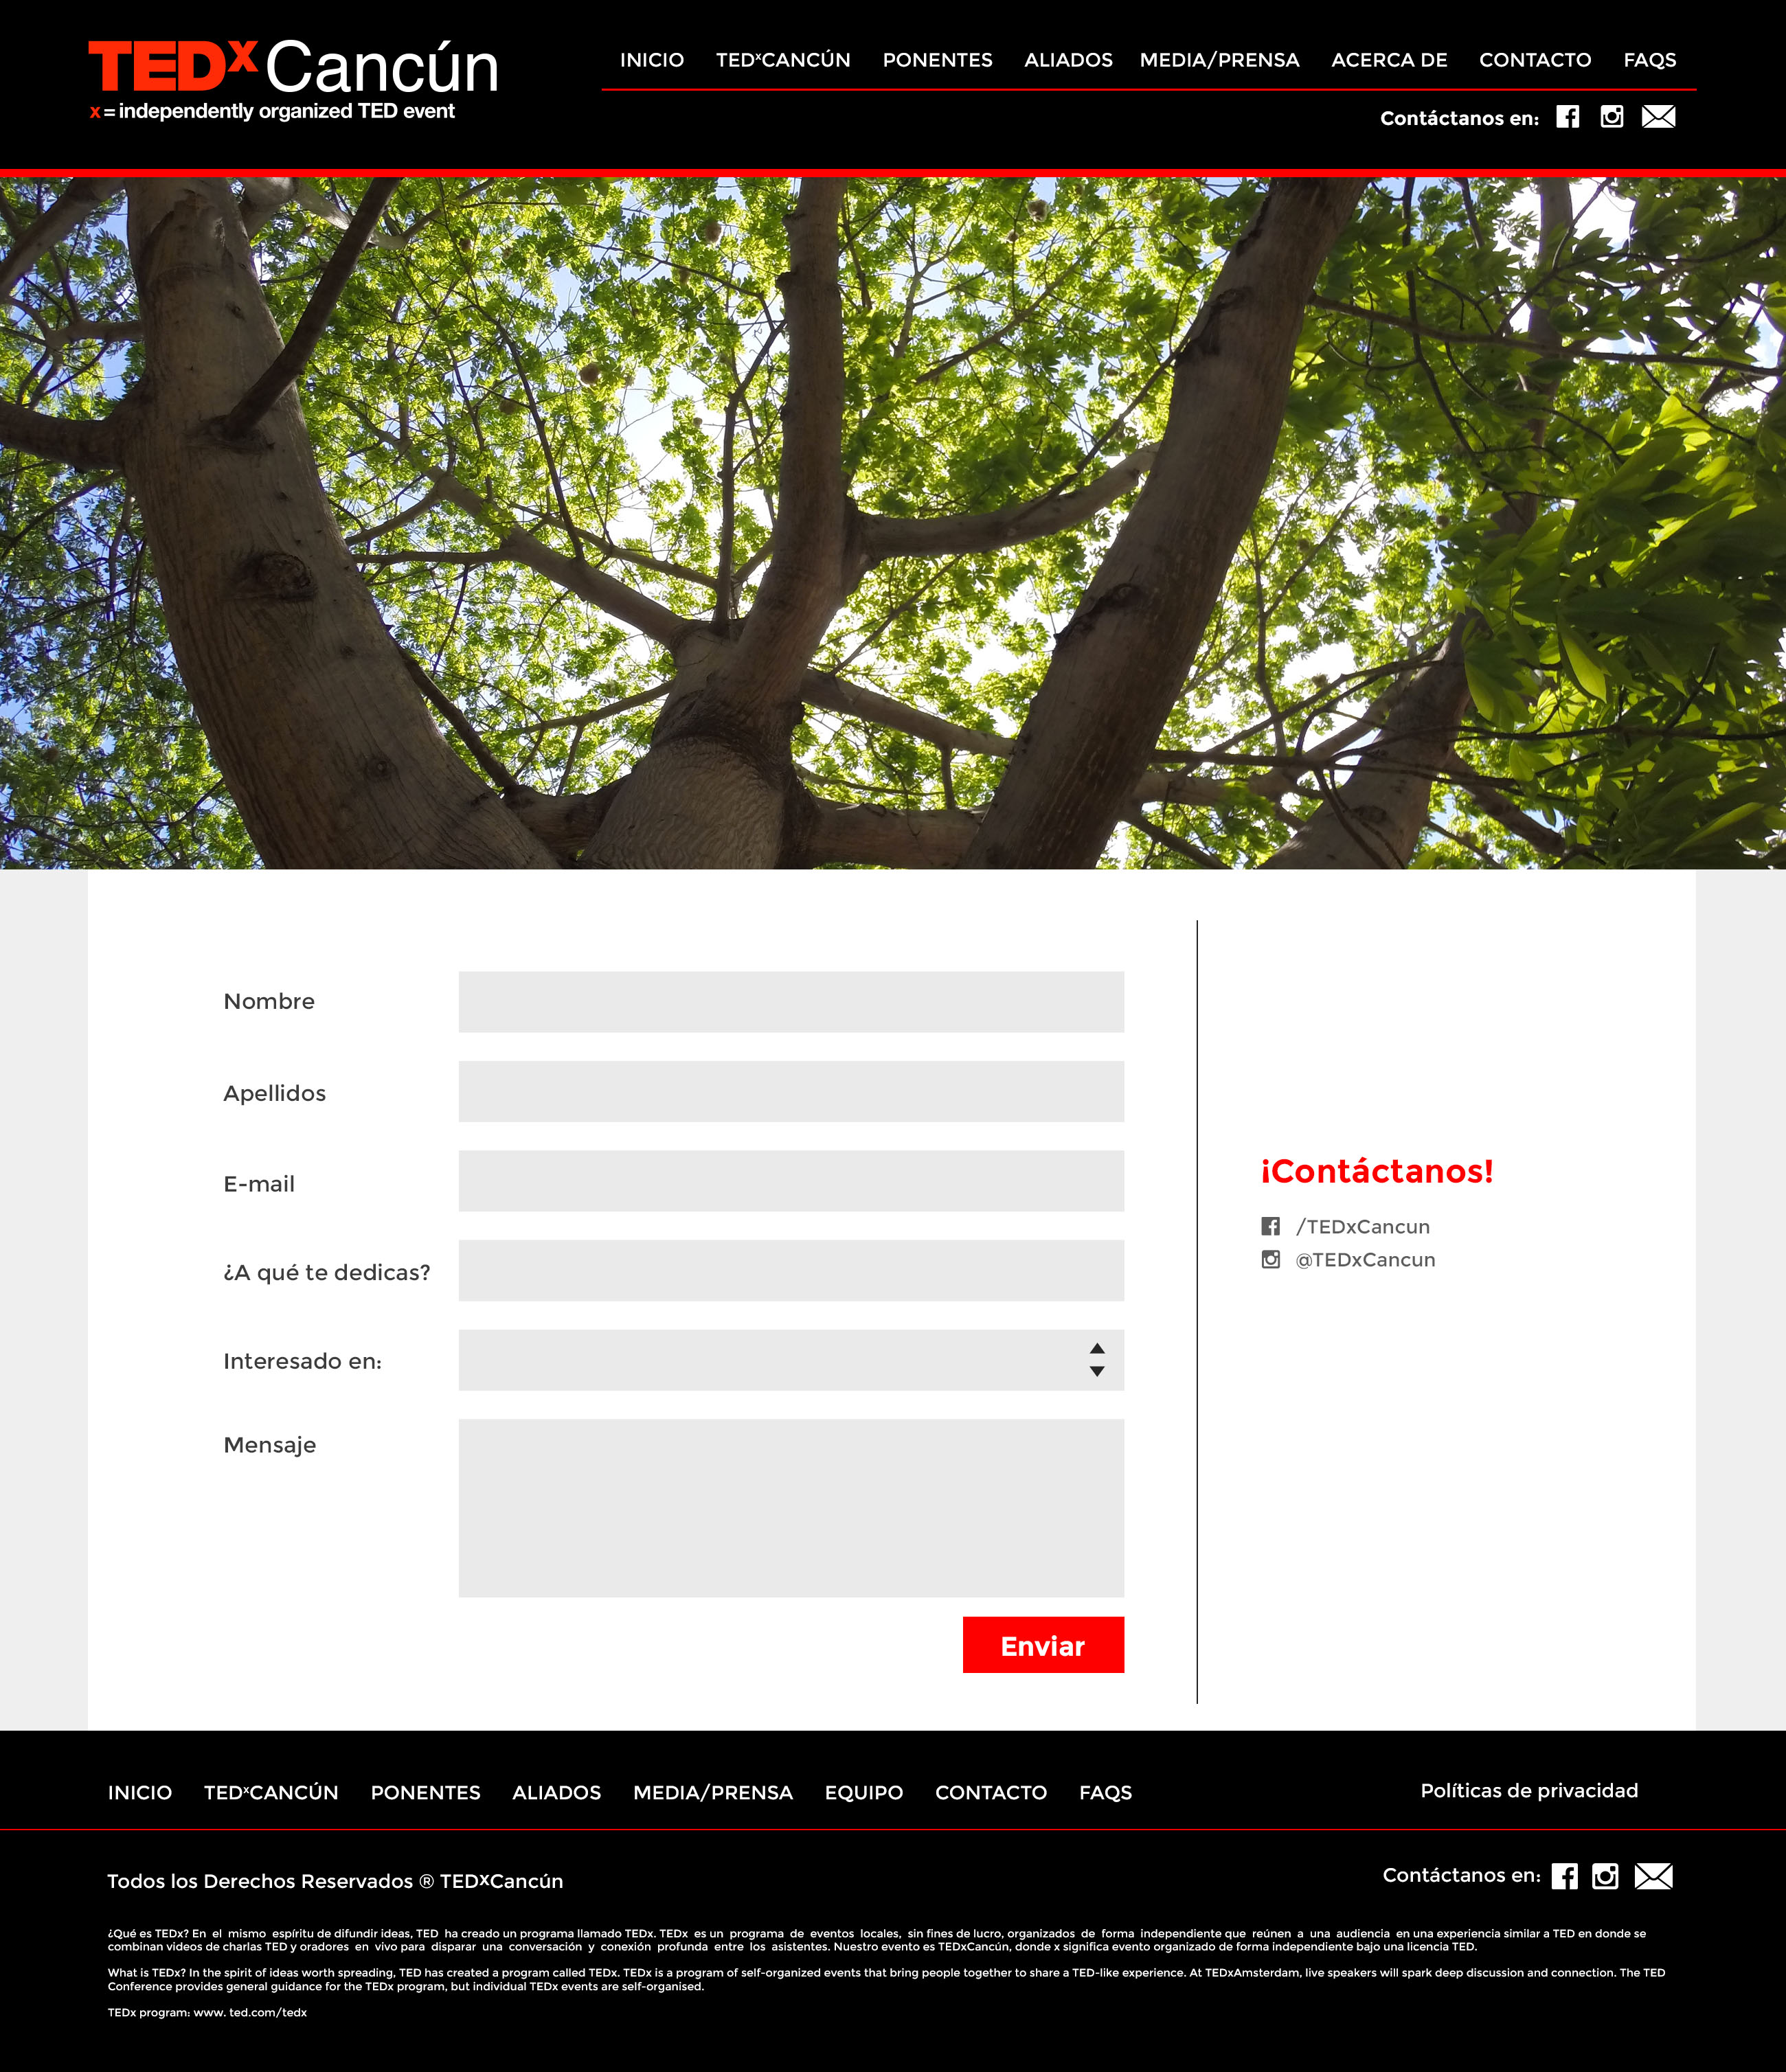 TEDxCancún
x = independently organized TED event
INICIO TEDxCANCÚN PONENTES ALIADOS MEDIA/PRENSA ACERCA DE CONTACTO FAQS
Contáctanos en:
Nombre
Apellidos
E-mail
¿A qué te dedicas?
Interesado en:
Mensaje
Enviar
¡Contáctanos!
/TEDxCancun
@TEDxCancun
INICIO TEDxCANCÚN PONENTES ALIADOS MEDIA/PRENSA EQUIPO CONTACTO FAQS
Políticas de privacidad
Todos los Derechos Reservados ® TEDxCancún
Contáctanos en:
¿Qué es TEDx? En el mismo espíritu de difundir ideas, TED ha creado un programa llamado TEDx. TEDx es un programa de eventos locales, sin fines de lucro, organizados de forma independiente que reúnen a una audiencia en una experiencia similar a TED en donde se
combinan videos de charlas TED y oradores en vivo para disparar una conversación y conexión profunda entre los asistentes. Nuestro evento es TEDxCancún, donde x significa evento organizado de forma independiente bajo una licencia TED.
What is TEDx? In the spirit of ideas worth spreading, TED has created a program called TEDx. TEDx is a program of self-organized events that bring people together to share a TED-like experience. At TEDxAmsterdam, live speakers will spark deep discussion and connection. The TED
Conference provides general guidance for the TEDx program, but individual TEDx events are self-organised.
TEDx program: www. ted.com/tedx